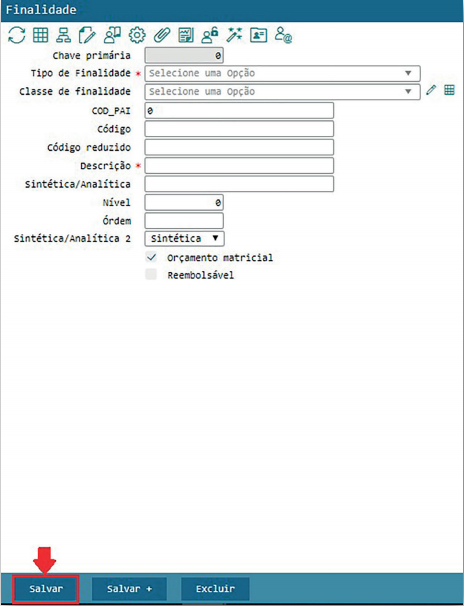 Finalidade
Chave primária 0
Tipo de Finalidade * Selecione uma Opção
Classe de finalidade Selecione uma Opção
COD_PAI 0
Código
Código reduzido
Descrição *
Sintética/Analítica
Nível 0
Órdem
Sintética/Analítica 2 Sintética
Orçamento matricial
Reembolsável
Salvar Salvar + Excluir